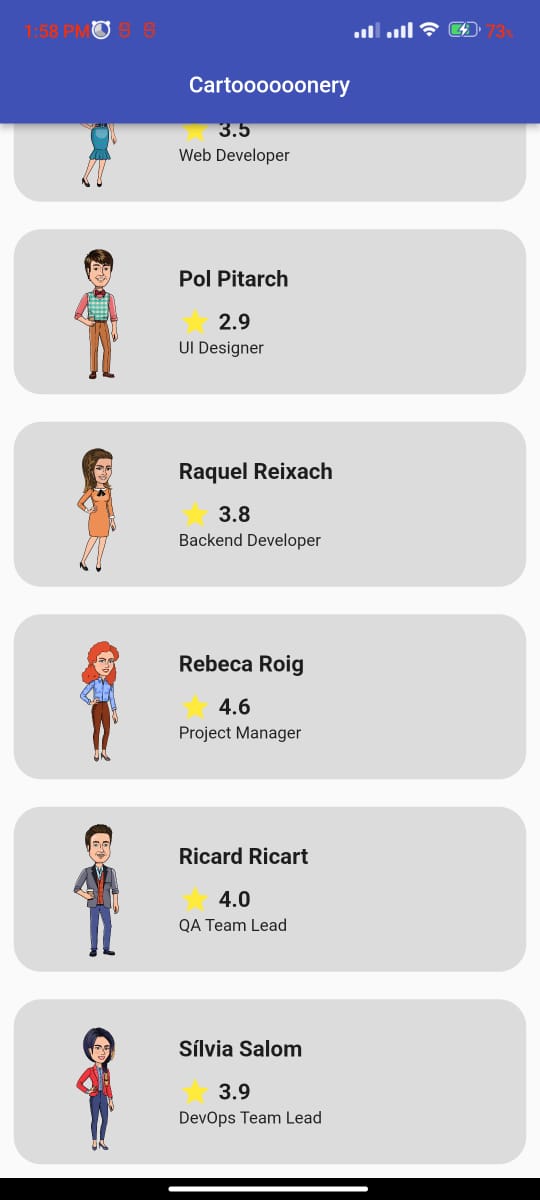 1:58 PM
73%
Cartoooooonery
3.5
Web Developer
Pol Pitarch
2.9
UI Designer
Raquel Reixach
3.8
Backend Developer
Rebeca Roig
4.6
Project Manager
Ricard Ricart
4.0
QA Team Lead
Sílvia Salom
3.9
DevOps Team Lead